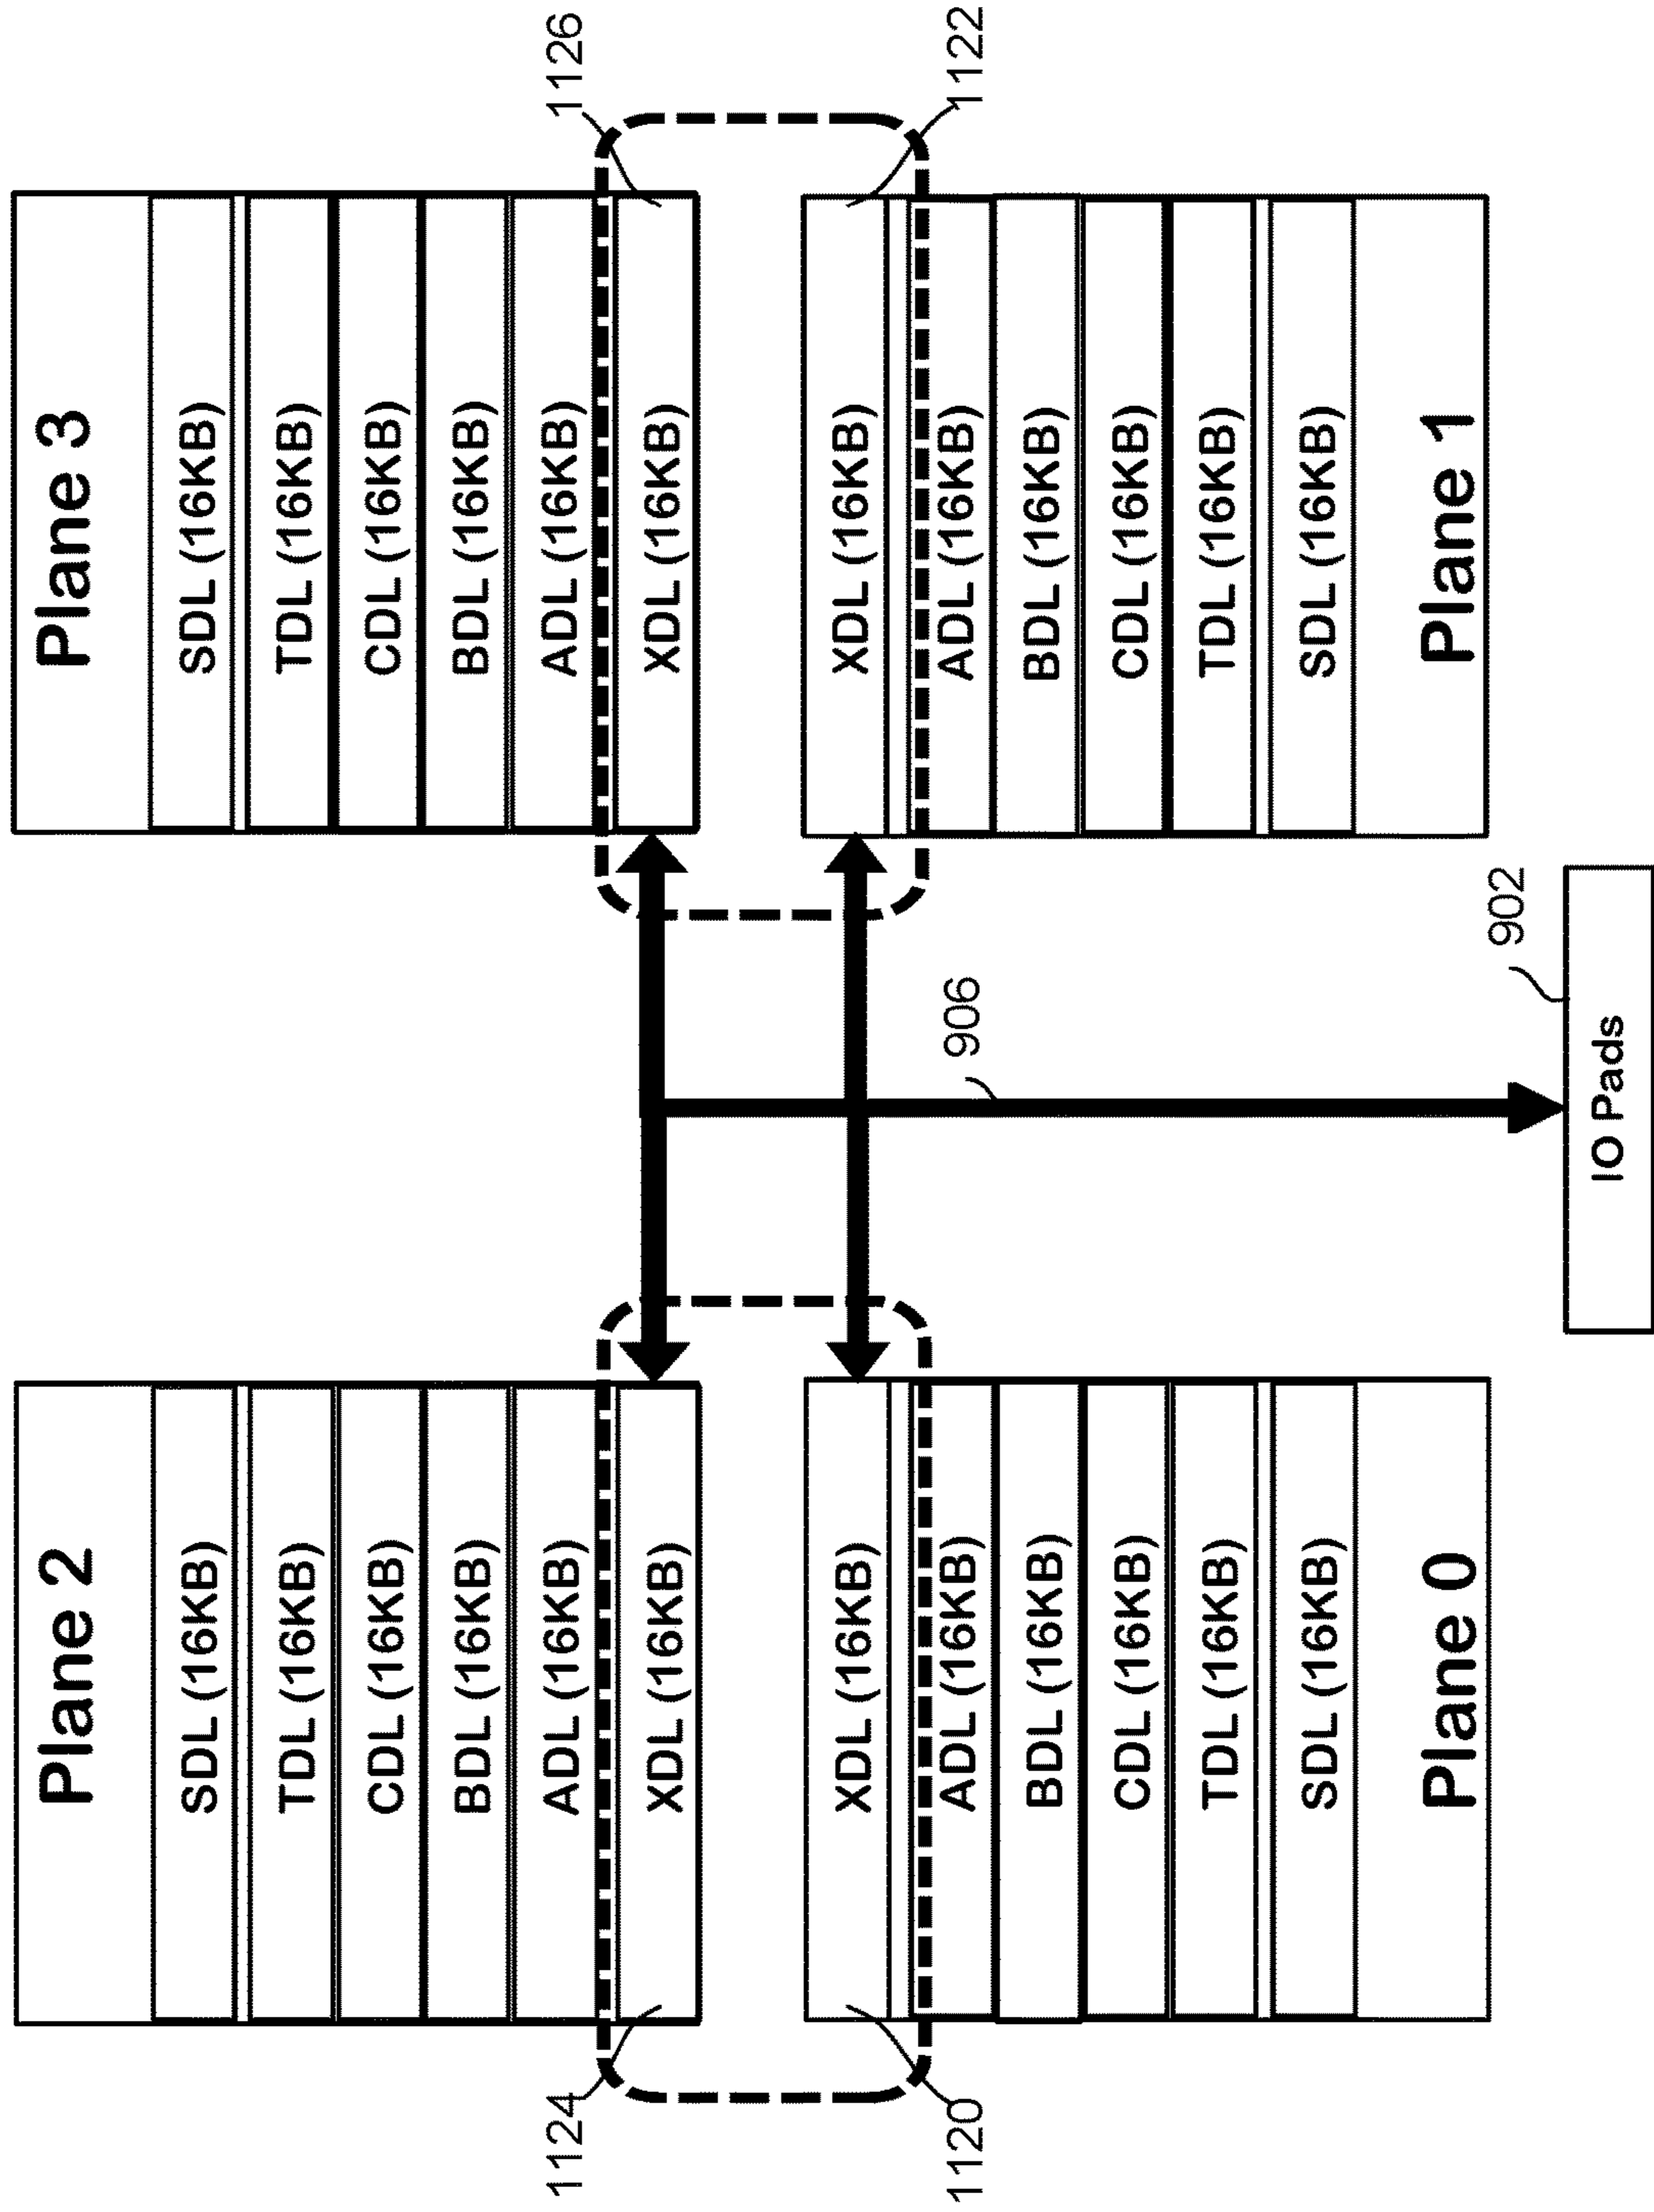 Plane 2
SDL (16KB)
TDL (16KB)
CDL (16KB)
BDL (16KB)
ADL (16KB)
XDL (16KB)
1124
Plane 3
SDL (16KB)
TDL (16KB)
CDL (16KB)
BDL (16KB)
ADL (16KB)
XDL (16KB)
1126
XDL (16KB)
ADL (16KB)
BDL (16KB)
CDL (16KB)
TDL (16KB)
SDL (16KB)
Plane 0
1120
XDL (16KB)
ADL (16KB)
BDL (16KB)
CDL (16KB)
TDL (16KB)
SDL (16KB)
Plane 1
1122
906
902
IO Pads